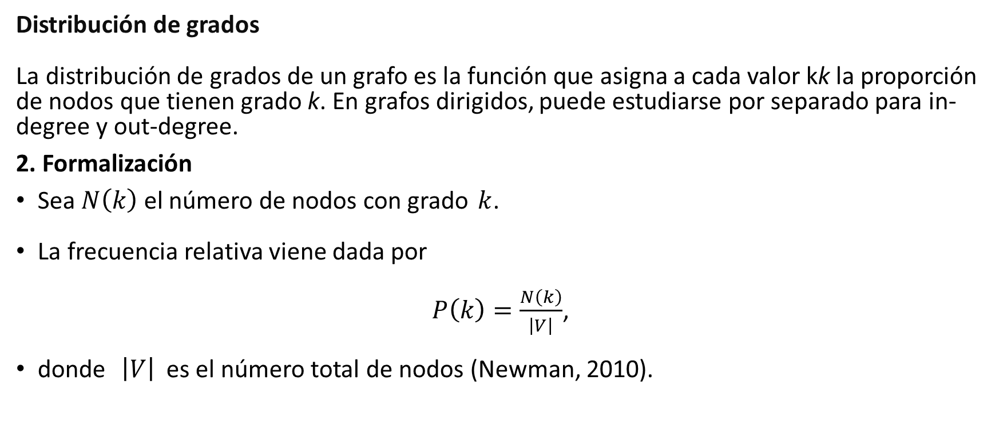 Distribución de grados
La distribución de grados de un grafo es la función que asigna a cada valor kk la proporción
de nodos que tienen grado k. En grafos dirigidos, puede estudiarse por separado para in-
degree y out-degree.
2. Formalización
• Sea N(k) el número de nodos con grado k.
• La frecuencia relativa viene dada por
P(k) = N(k)/|V|,
• donde |V| es el número total de nodos (Newman, 2010).